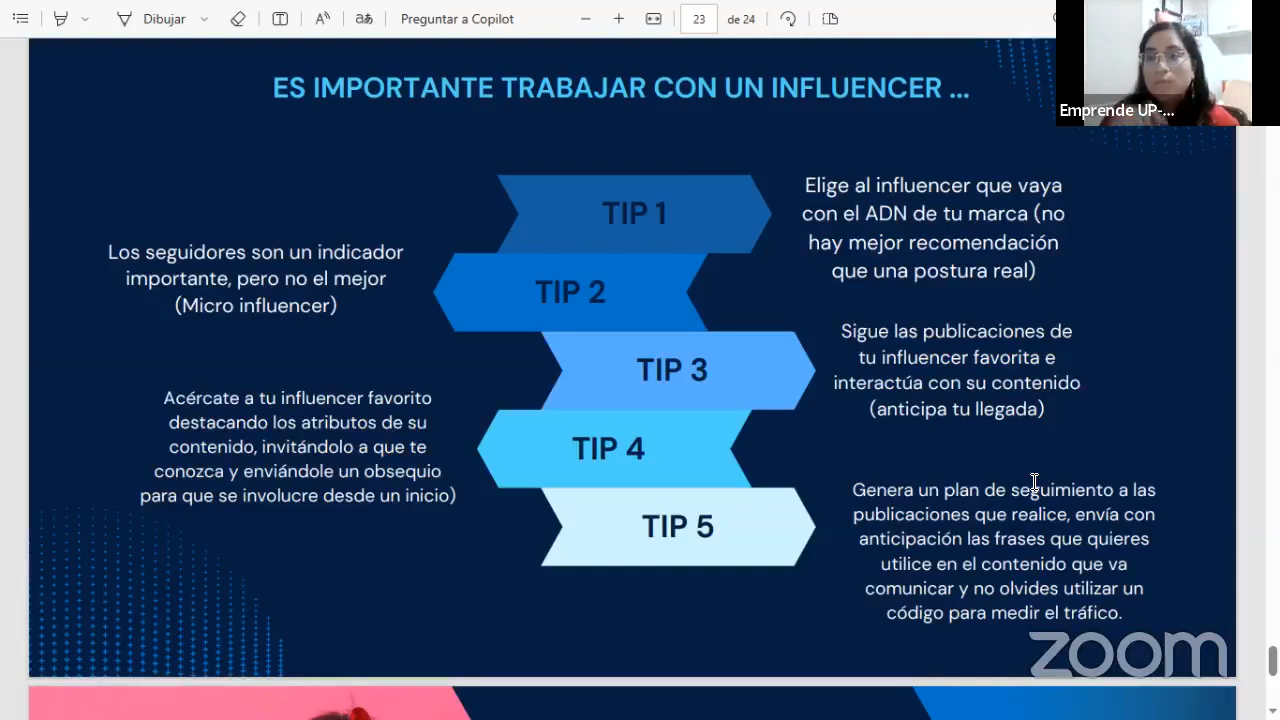 Dibujar
Preguntar a Copilot
23
de 24
Emprende UP-...
ES IMPORTANTE TRABAJAR CON UN INFLUENCER ...
TIP 1
Elige al influencer que vaya
con el ADN de tu marca (no
hay mejor recomendación
que una postura real)
Los seguidores son un indicador
importante, pero no el mejor
(Micro influencer)
TIP 2
TIP 3
Sigue las publicaciones de
tu influencer favorita e
interactúa con su contenido
(anticipa tu llegada)
Acércate a tu influencer favorito
destacando los atributos de su
contenido, invitándolo a que te
conozca y enviándole un obsequio
para que se involucre desde un inicio)
TIP 4
TIP 5
Genera un plan de seguimiento a las
publicaciones que realice, envía con
anticipación las frases que quieres
utilice en el contenido que va
comunicar y no olvides utilizar un
código para medir el tráfico.
zoom